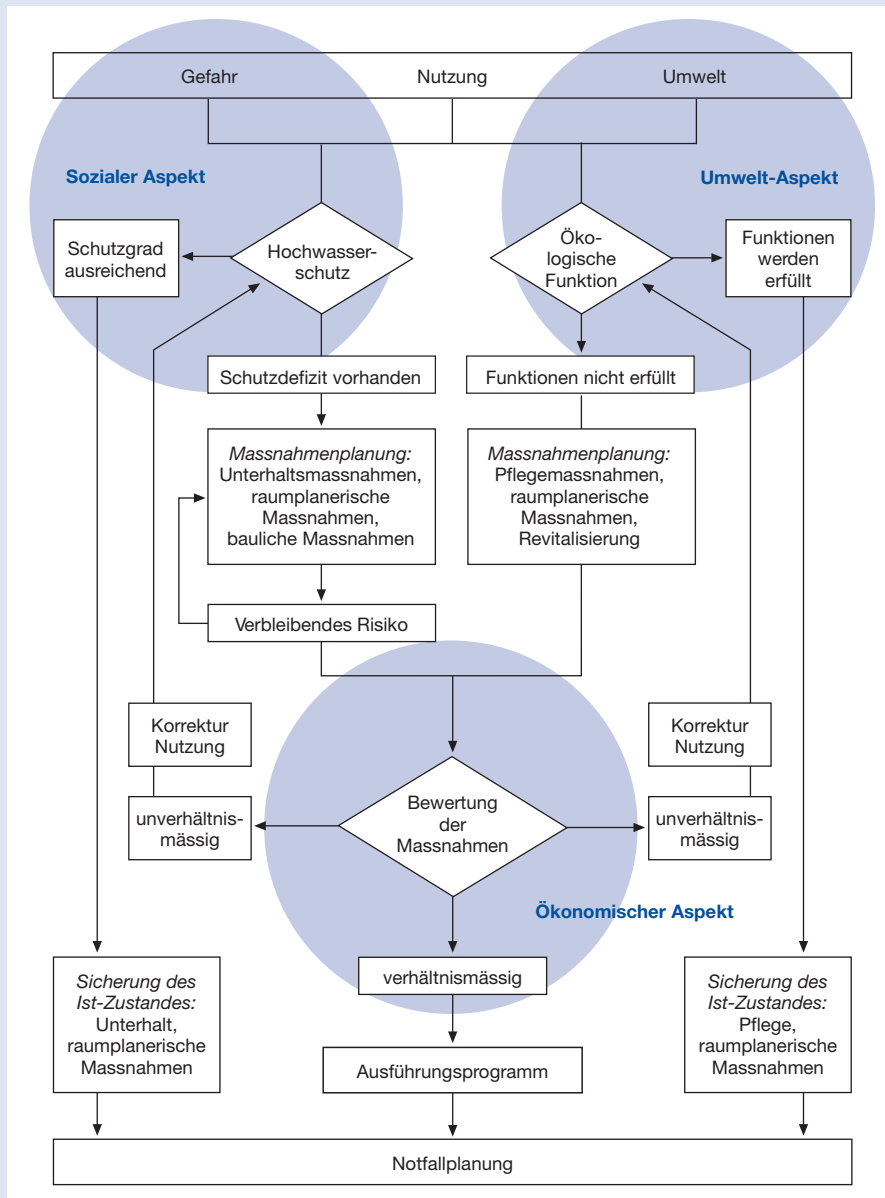 Gefahr
Nutzung
Umwelt
Sozialer Aspekt
Umwelt-Aspekt
Schutzgrad
ausreichend
Hochwasser-
schutz
Öko-
logische
Funktion
Funktionen
werden
erfüllt
Schutzdefizit vorhanden
Funktionen nicht erfüllt
Massnahmenplanung:
Unterhaltsmassnahmen,
raumplanerische
Massnahmen,
bauliche Massnahmen
Massnahmenplanung:
Pflegemassnahmen,
raumplanerische
Massnahmen,
Revitalisierung
Verbleibendes Risiko
Korrektur
Nutzung
Korrektur
Nutzung
unverhältnis-
mässig
Bewertung
der
Massnahmen
unverhältnis-
mässig
Ökonomischer Aspekt
verhältnismässig
Sicherung des
Ist-Zustandes:
Unterhalt,
raumplanerische
Massnahmen
Ausführungsprogramm
Sicherung des
Ist-Zustandes:
Pflege,
raumplanerische
Massnahmen
Notfallplanung